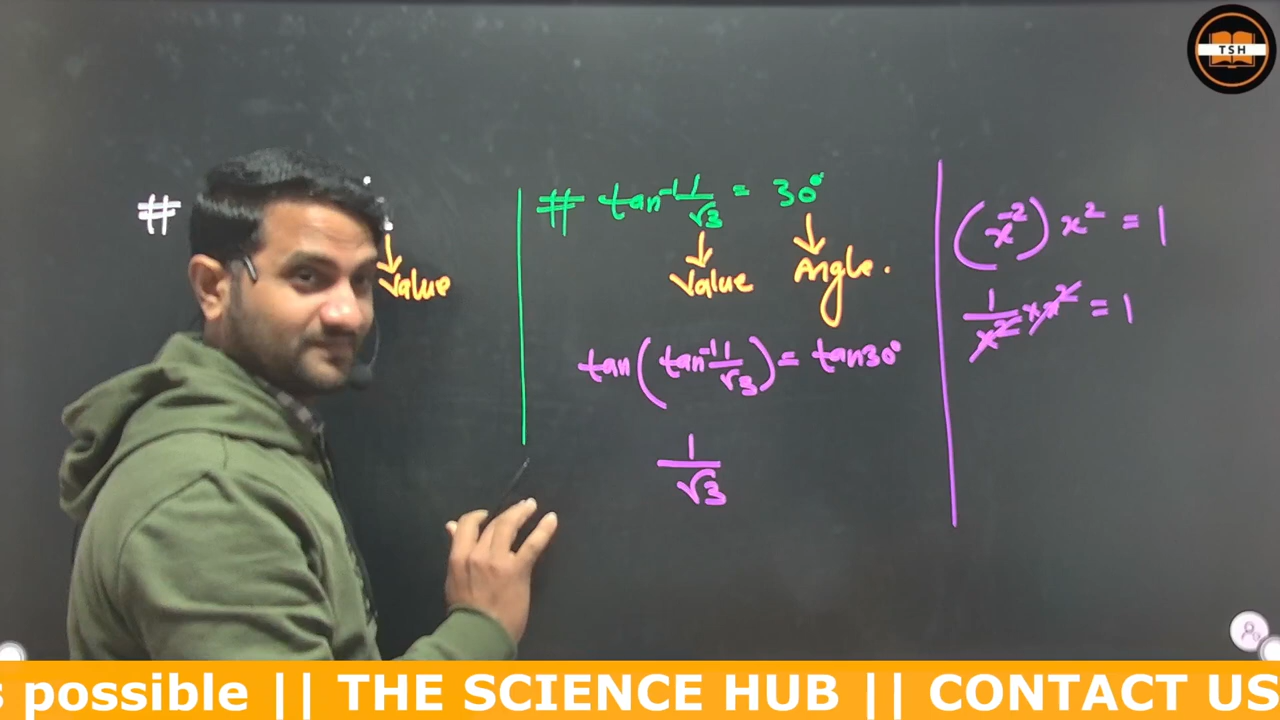 TSH
#
Value
# tan⁻¹ 1/√3 = 30°
Value
Angle.
tan(tan⁻¹ 1/√3) = tan30°
1/√3
(x⁻²) x² = 1
1/x² × x² = 1
s possible || THE SCIENCE HUB || CONTACT US